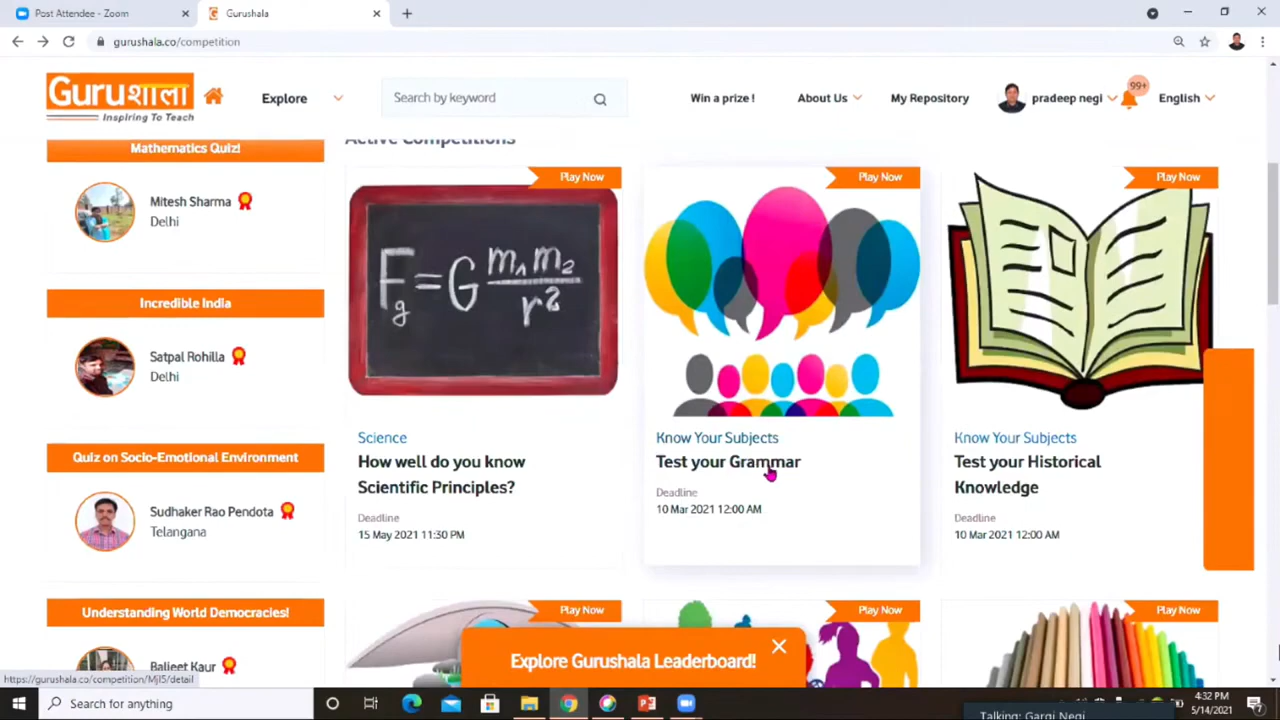 Post Attendee - Zoom
Gurushala
gurushala.co/competition
Guruशाला
Inspiring To Teach
Explore
Search by keyword
Win a prize !
About Us
My Repository
pradeep negi
99+
English
Active Competitions
Mathematics Quiz!
Mitesh Sharma
Delhi
Incredible India
Satpal Rohilla
Delhi
Quiz on Socio-Emotional Environment
Sudhaker Rao Pendota
Telangana
Understanding World Democracies!
Baljeet Kaur
Play Now
Fg=G m1m2
r2
Science
How well do you know
Scientific Principles?
Deadline
15 May 2021 11:30 PM
Play Now
Know Your Subjects
Test your Grammar
Deadline
10 Mar 2021 12:00 AM
Play Now
Know Your Subjects
Test your Historical
Knowledge
Deadline
10 Mar 2021 12:00 AM
Play Now
Play Now
Play Now
Explore Gurushala Leaderboard!
https://gurushala.co/competition/MjI5/detail
Search for anything
4:32 PM
5/14/2021
Talking: Gargi Negi